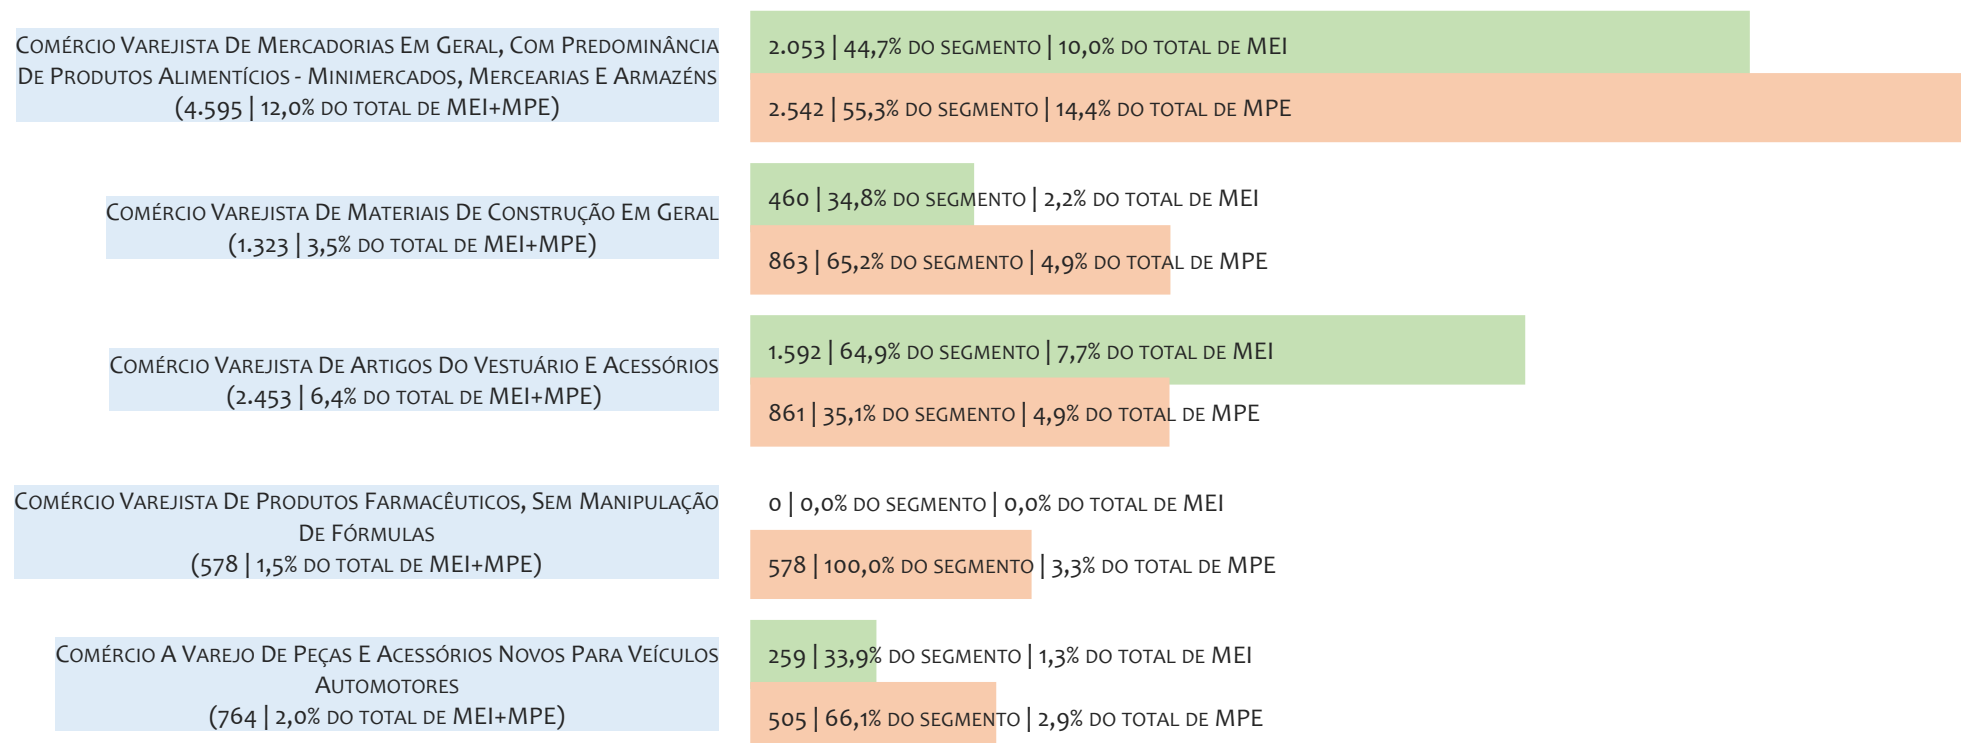 Comércio Varejista De Mercadorias Em Geral, Com Predominância
De Produtos Alimentícios - Minimercados, Mercearias E Armazéns
(4.595 | 12,0% do total de MEI+MPE)
2.053 | 44,7% do segmento | 10,0% do total de MEI
2.542 | 55,3% do segmento | 14,4% do total de MPE
Comércio Varejista De Materiais De Construção Em Geral
(1.323 | 3,5% do total de MEI+MPE)
460 | 34,8% do segmento | 2,2% do total de MEI
863 | 65,2% do segmento | 4,9% do total de MPE
Comércio Varejista De Artigos Do Vestuário E Acessórios
(2.453 | 6,4% do total de MEI+MPE)
1.592 | 64,9% do segmento | 7,7% do total de MEI
861 | 35,1% do segmento | 4,9% do total de MPE
Comércio Varejista De Produtos Farmacêuticos, Sem Manipulação
De Fórmulas
(578 | 1,5% do total de MEI+MPE)
0 | 0,0% do segmento | 0,0% do total de MEI
578 | 100,0% do segmento | 3,3% do total de MPE
Comércio A Varejo De Peças E Acessórios Novos Para Veículos
Automotores
(764 | 2,0% do total de MEI+MPE)
259 | 33,9% do segmento | 1,3% do total de MEI
505 | 66,1% do segmento | 2,9% do total de MPE